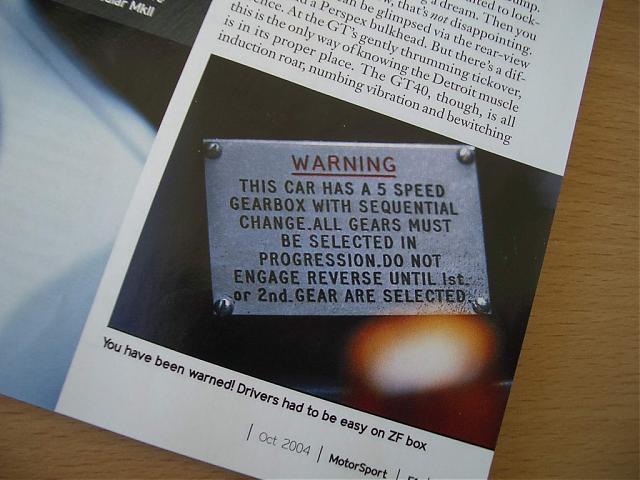 MkII
a dream. Then you
, that's not disappointing.
can be glimpsed via the rear-view
a Perspex bulkhead. But there's a dif-
ence. At the GT's gently thrumming tickover,
this is the only way of knowing the Detroit muscle
is in its proper place. The GT40, though, is all
induction roar, numbing vibration and bewitching
WARNING
THIS CAR HAS A 5 SPEED
GEARBOX WITH SEQUENTIAL
CHANGE.ALL GEARS MUST
BE SELECTED IN
PROGRESSION.DO NOT
ENGAGE REVERSE UNTIL 1st.
or 2nd.GEAR ARE SELECTED.
You have been warned! Drivers had to be easy on ZF box
| Oct 2004 | MotorSport |